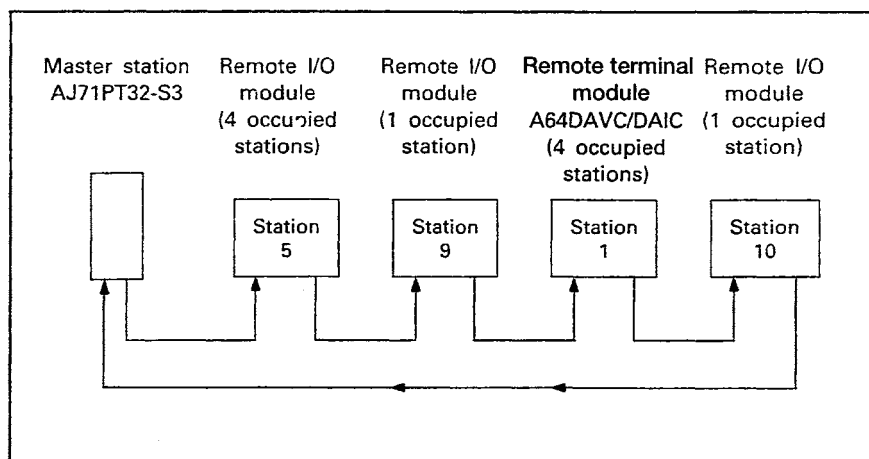 Master station
AJ71PT32-S3
Remote I/O
module
(4 occupied
stations)
Remote I/O
module
(1 occupied
station)
Remote terminal
module
A64DAVC/DAIC
(4 occupied
stations)
Remote I/O
module
(1 occupied
station)
Station
5
Station
9
Station
1
Station
10